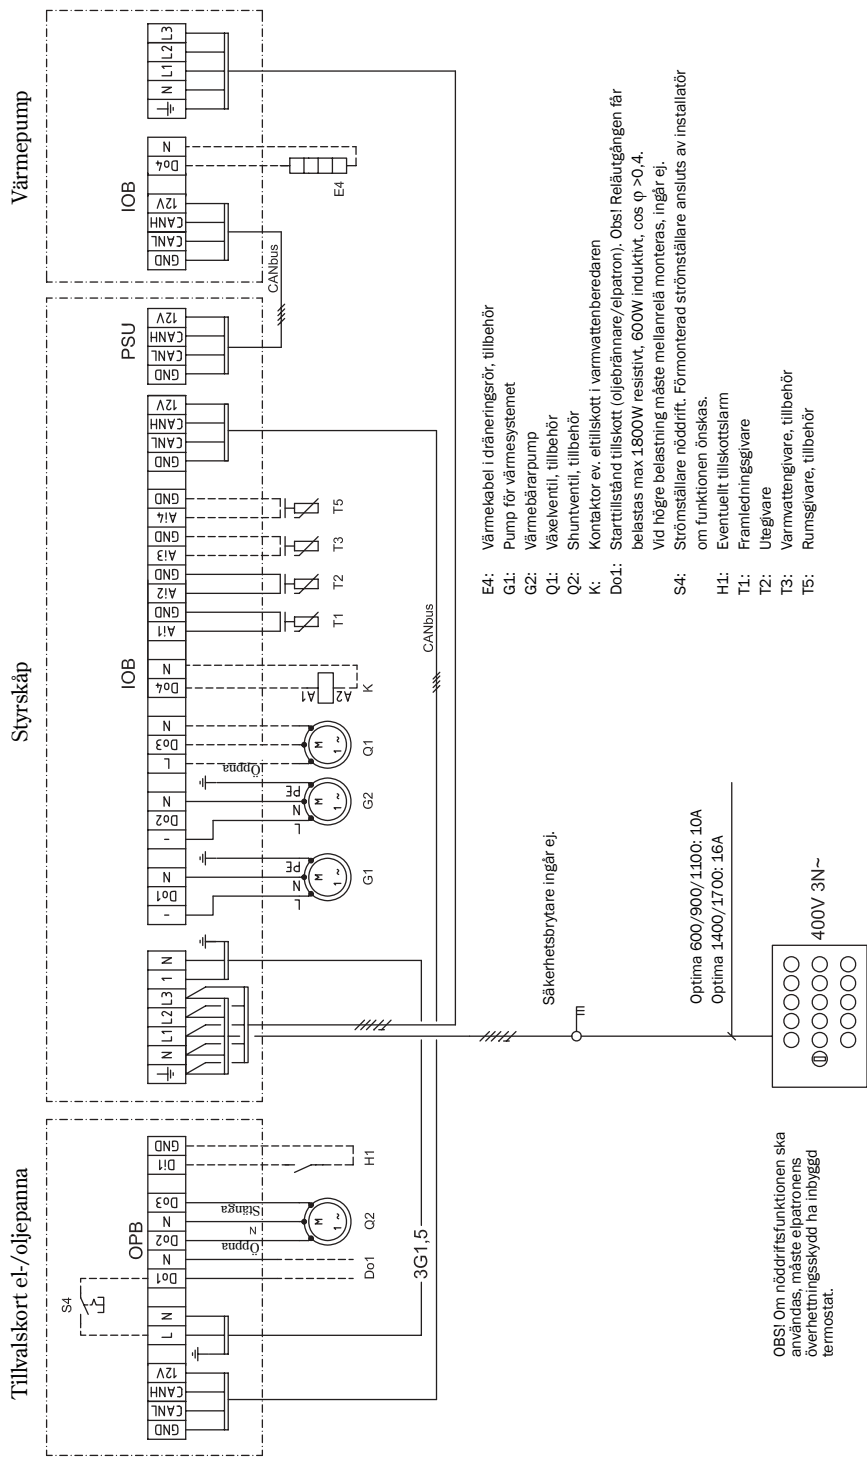 Tillvalskort el-/oljepanna
Styrskåp
Värmepump
OPB
IOB
PSU
IOB
S4
GND
CANL
CANH
12V
L
N
Do1
N
Do2
N
Do3
Di1
GND
N
L1
L2
L3
1
N
-
Do1
N
-
Do2
N
L
Do3
N
Do4
N
Ai1
GND
Ai2
GND
Ai3
GND
Ai4
GND
GND
CANL
CANH
12V
GND
CANL
CANH
12V
GND
CANL
CANH
12V
Do4
N
N
L1
L2
L3
Öppna
N
Stänga
M
1 ~
Do1
Q2
H1
L
N
PE
M
1 ~
G1
L
N
PE
M
1 ~
G2
Öppna
M
1 ~
Q1
A1
A2
K
T1
T2
T3
T5
CANbus
E4
3G1,5
CANbus
E4: Värmekabel i dräneringsrör, tillbehör
G1: Pump för värmesystemet
G2: Värmebärarpump
Q1: Växelventil, tillbehör
Q2: Shuntventil, tillbehör
K: Kontaktor ev. eltillskott i varmvattenberedaren
Do1: Starttillstånd tillskott (oljebrännare/elpatron). Obs! Reläutgången får
belastas max 1800W resistivt, 600W induktivt, cos φ >0,4.
Vid högre belastning måste mellanrelä monteras, ingår ej.
S4: Strömställare nöddrift. Förmonterad strömställare ansluts av installatör
om funktionen önskas.
H1: Eventuellt tillskottslarm
T1: Framledningsgivare
T2: Utegivare
T3: Varmvattengivare, tillbehör
T5: Rumsgivare, tillbehör
Säkerhetsbrytare ingår ej.
Optima 600/900/1100: 10A
Optima 1400/1700: 16A
400V 3N~
OBS! Om nöddriftsfunktionen ska
användas, måste elpatronens
överhettningsskydd ha inbyggd
termostat.